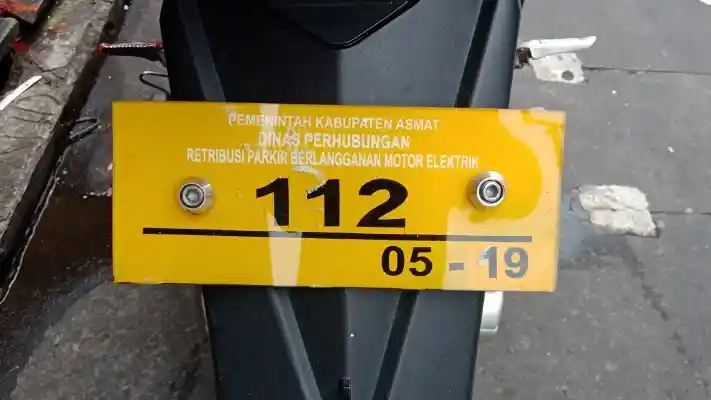 PEMERINTAH KABUPATEN ASMAT
DINAS PERHUBUNGAN
RETRIBUSI PARKIR BERLANGGANAN MOTOR ELEKTRIK
112
05 - 19